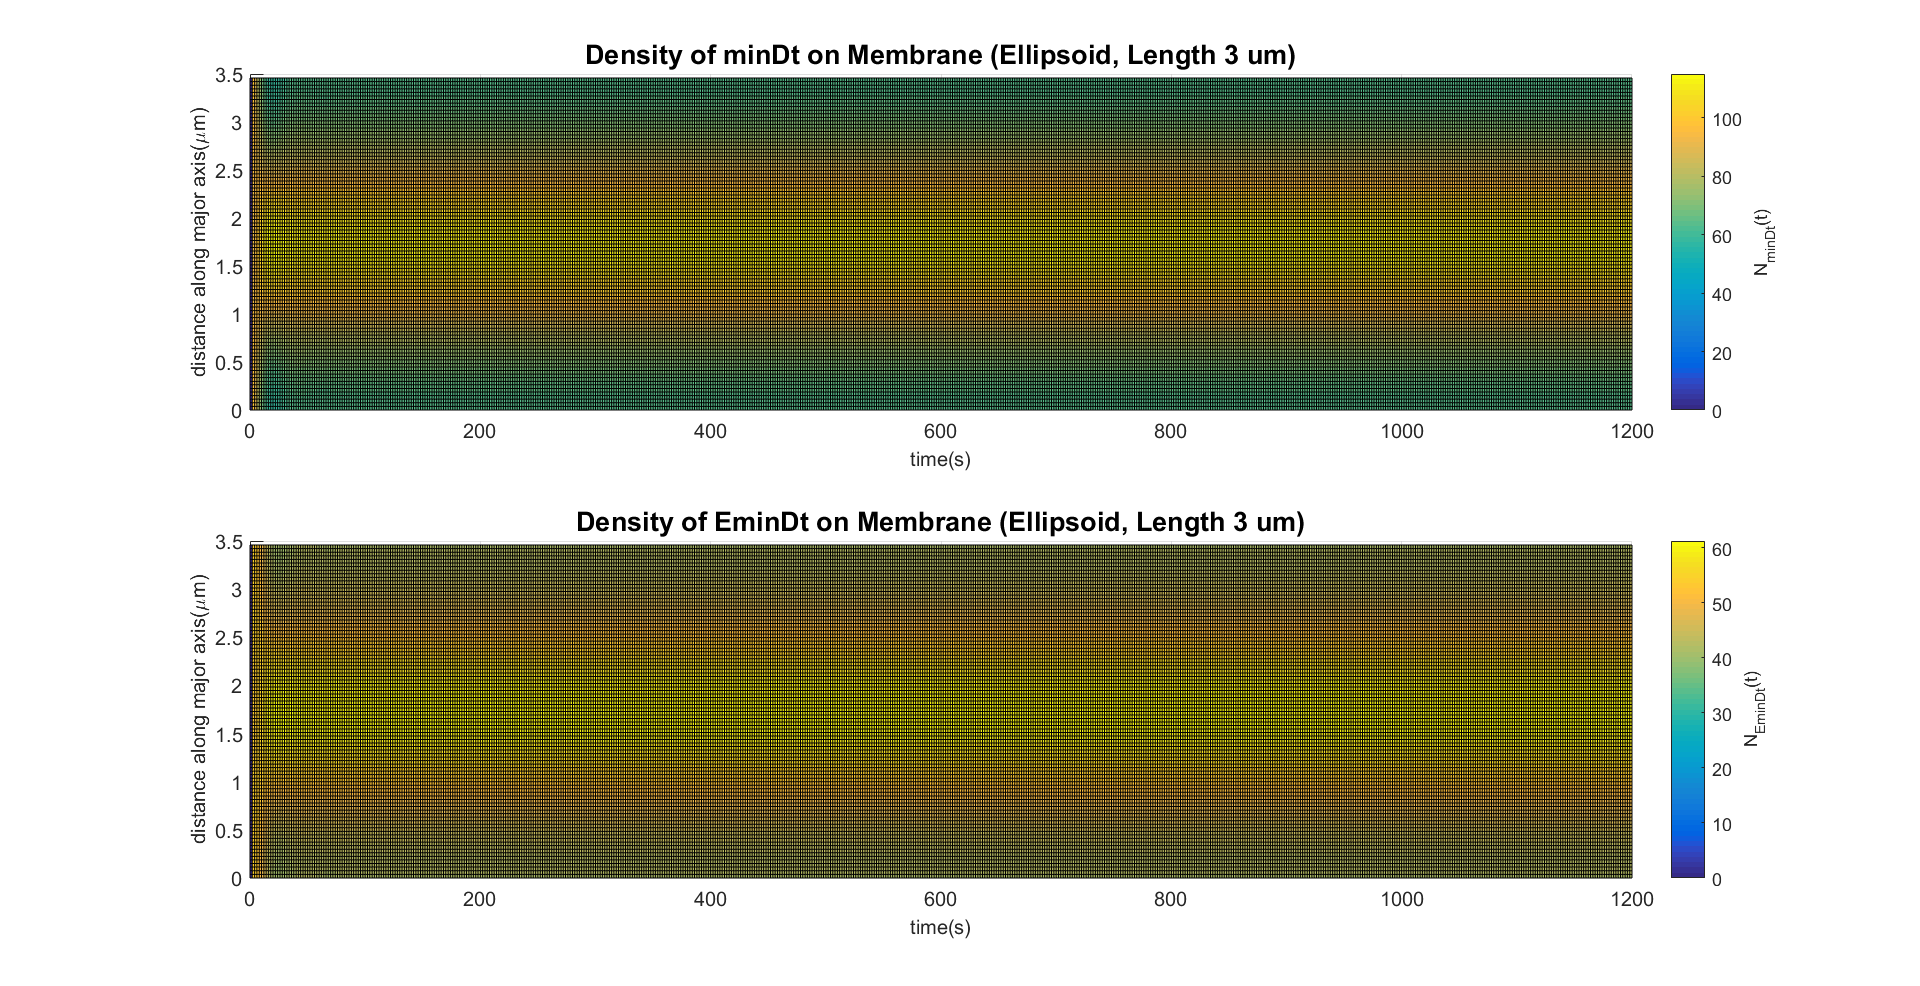 Density of minDt on Membrane (Ellipsoid, Length 3 um)
distance along major axis(μm)
3.5
3
2.5
2
1.5
1
0.5
0
0 200 400 600 800 1000 1200
time(s)
100
80
60
40
20
0
N_minDt(t)
Density of EminDt on Membrane (Ellipsoid, Length 3 um)
distance along major axis(μm)
3.5
3
2.5
2
1.5
1
0.5
0
0 200 400 600 800 1000 1200
time(s)
60
50
40
30
20
10
0
N_EminDt(t)